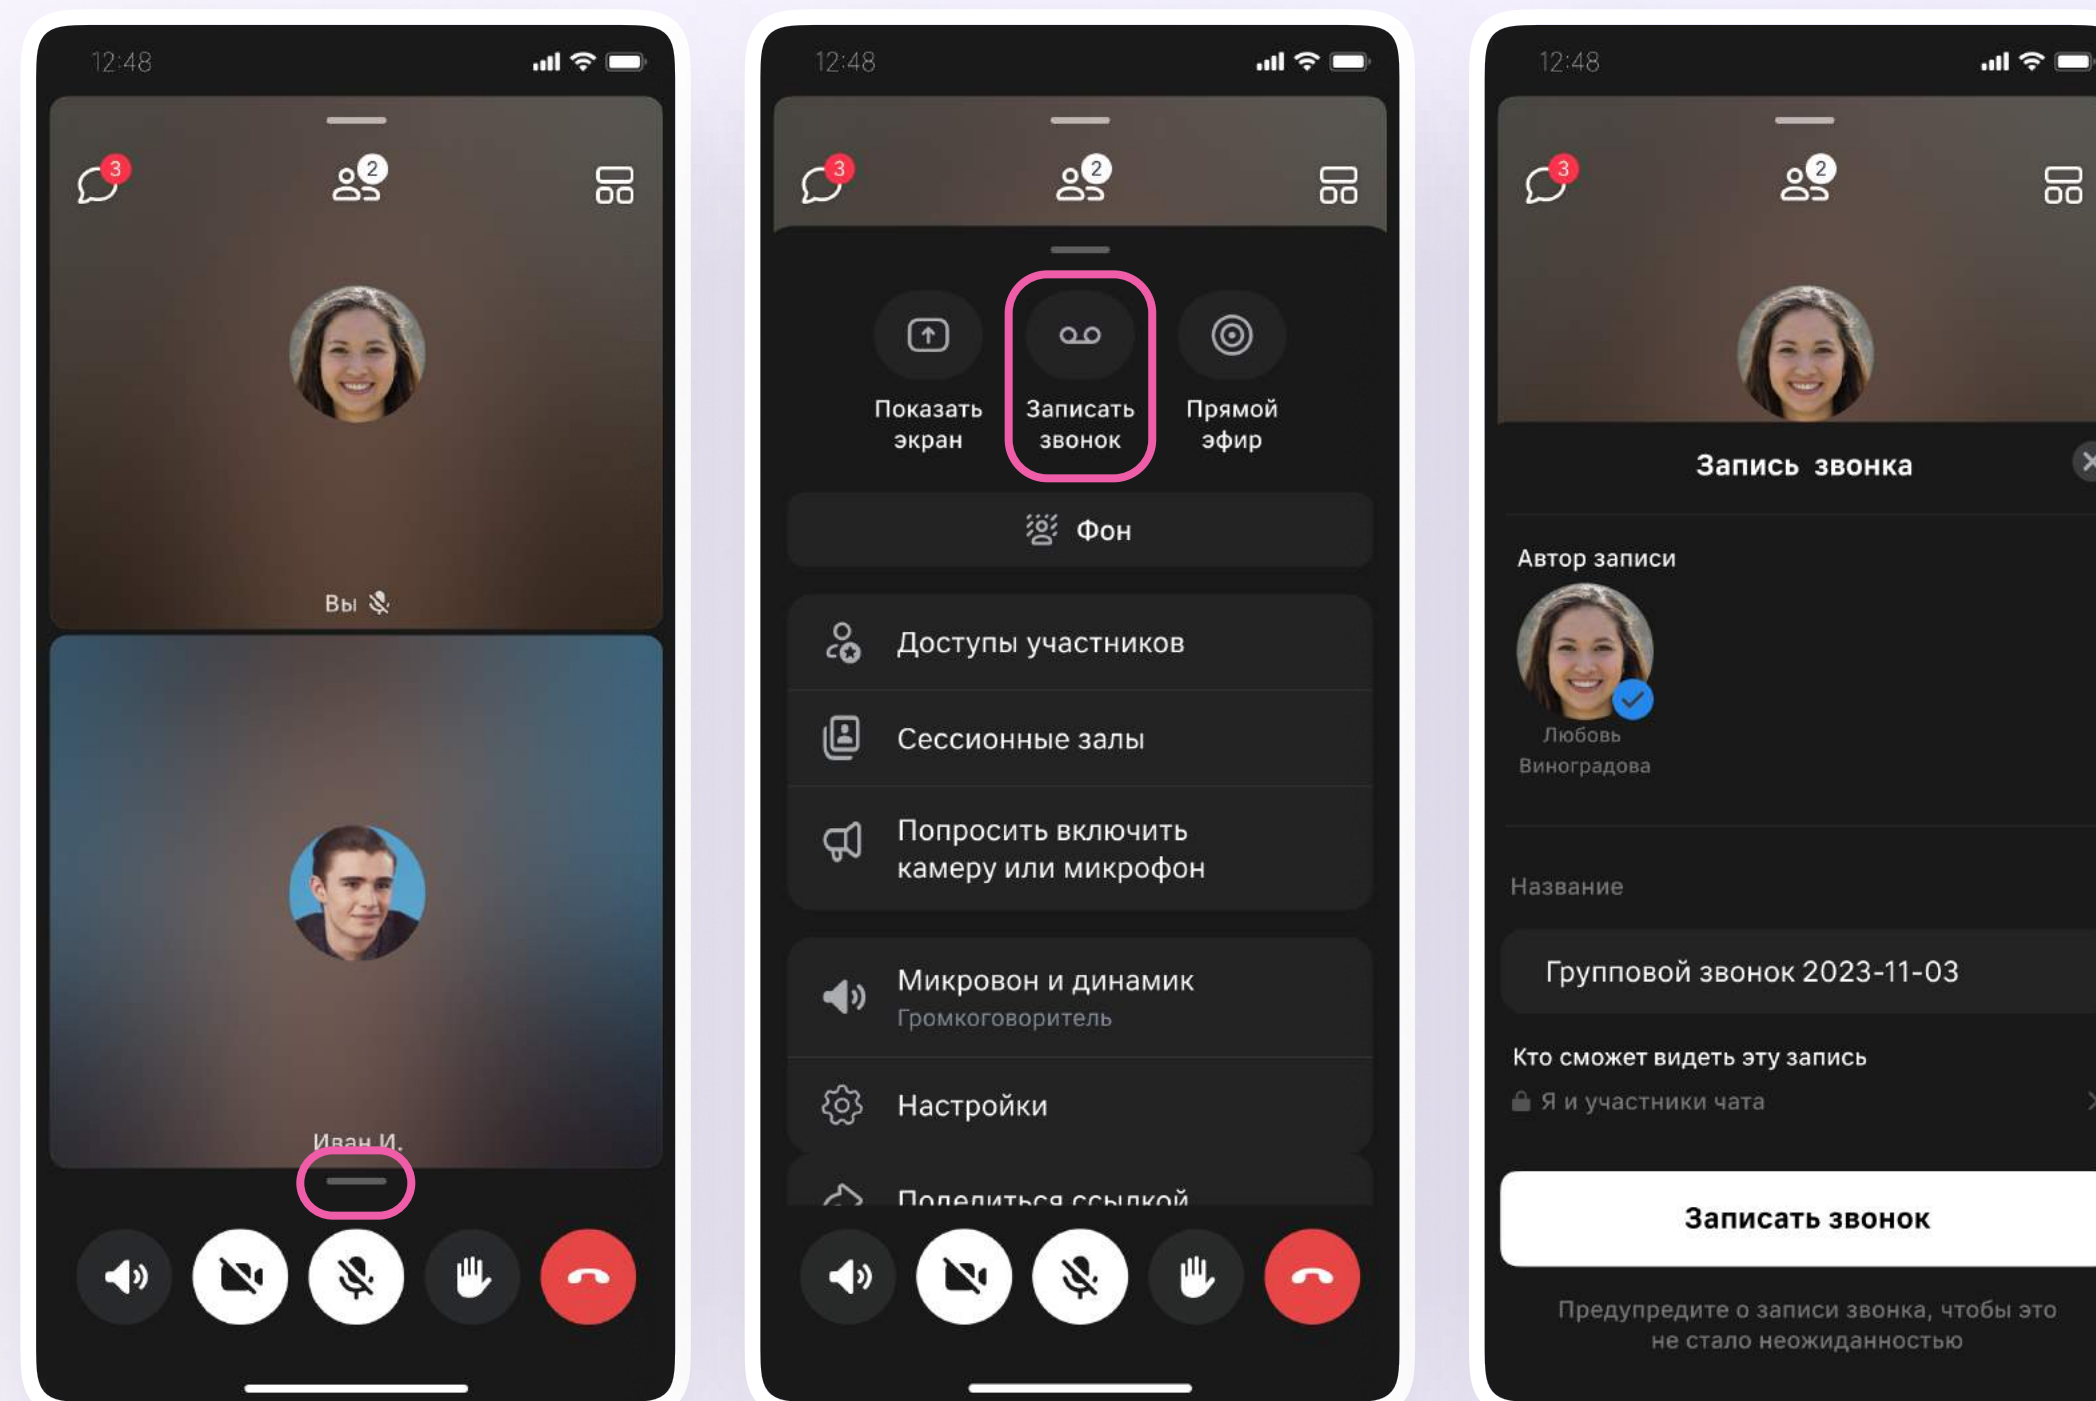 12:48
3
2
Вы
Иван И.
12:48
3
2
Показать
экран
Записать
звонок
Прямой
эфир
Фон
Доступы участников
Сессионные залы
Попросить включить
камеру или микрофон
Микровон и динамик
Громкоговоритель
Настройки
Поделиться ссылкой
12:48
3
2
Запись звонка
Автор записи
Любовь
Виноградова
Название
Групповой звонок 2023-11-03
Кто сможет видеть эту запись
Я и участники чата
Записать звонок
Предупредите о записи звонка, чтобы это
не стало неожиданностью